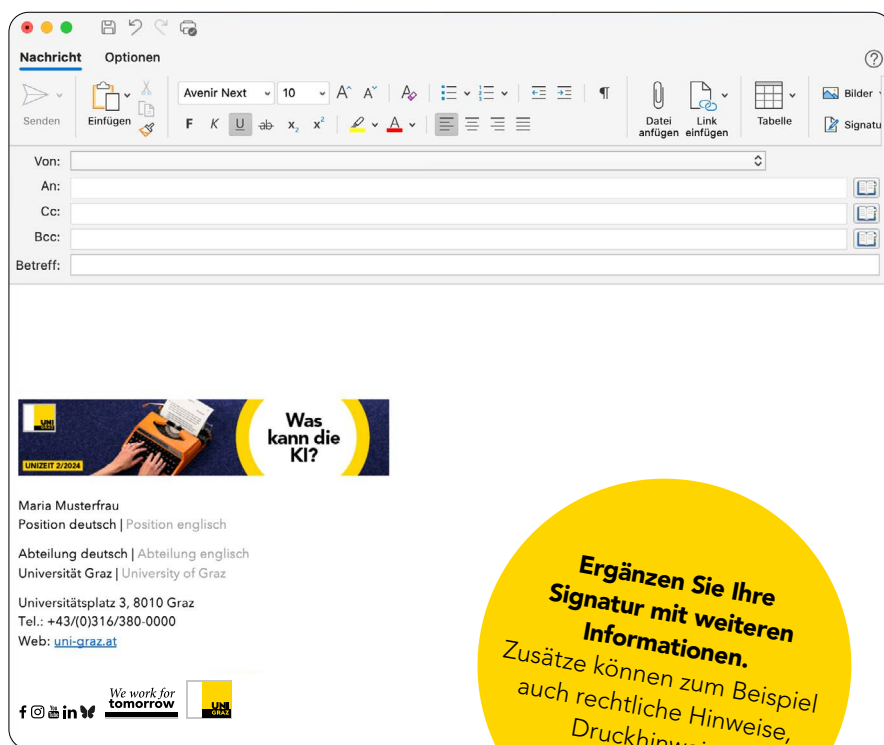 Nachricht Optionen
Avenir Next 10 A A A
Bilder
Senden Einfügen F K U ab x₂ x² A Datei anfügen Link einfügen Tabelle Signatu
Von:
An:
Cc:
Bcc:
Betreff:
UNI GRAZ
UNIZEIT 2/2024
Was
kann die
KI?
Maria Musterfrau
Position deutsch | Position englisch
Abteilung deutsch | Abteilung englisch
Universität Graz | University of Graz
Universitätsplatz 3, 8010 Graz
Tel.: +43/(0)316/380-0000
Web: uni-graz.at
We work for
tomorrow
UNI
GRAZ
Ergänzen Sie Ihre
Signatur mit weiteren
Informationen.
Zusätze können zum Beispiel
auch rechtliche Hinweise,